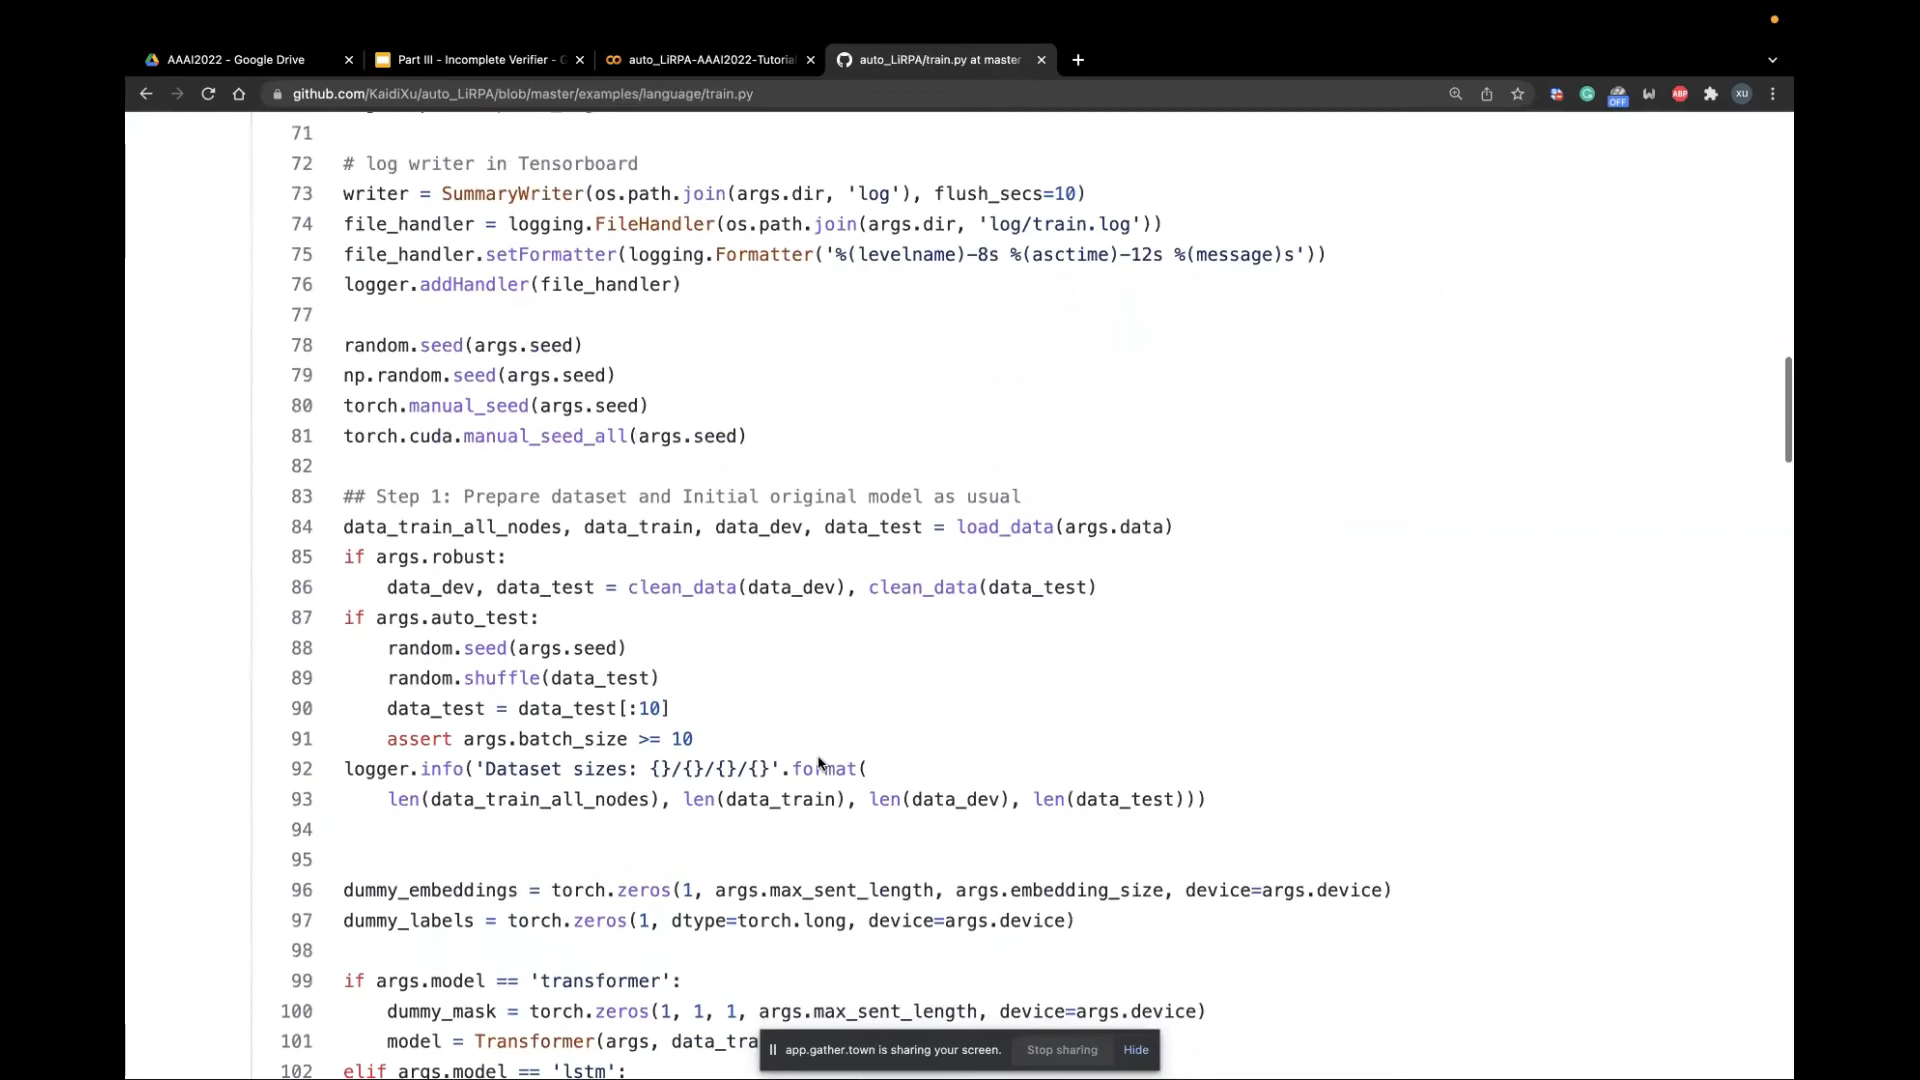 AAAI2022 - Google Drive
Part III - Incomplete Verifier - G
auto_LiRPA-AAAI2022-Tutorial
auto_LiRPA/train.py at master
github.com/KaidiXu/auto_LiRPA/blob/master/examples/language/train.py
OFF
ABP
XU
71
72 # log writer in Tensorboard
73 writer = SummaryWriter(os.path.join(args.dir, 'log'), flush_secs=10)
74 file_handler = logging.FileHandler(os.path.join(args.dir, 'log/train.log'))
75 file_handler.setFormatter(logging.Formatter('%(levelname)-8s %(asctime)-12s %(message)s'))
76 logger.addHandler(file_handler)
77
78 random.seed(args.seed)
79 np.random.seed(args.seed)
80 torch.manual_seed(args.seed)
81 torch.cuda.manual_seed_all(args.seed)
82
83 ## Step 1: Prepare dataset and Initial original model as usual
84 data_train_all_nodes, data_train, data_dev, data_test = load_data(args.data)
85 if args.robust:
86 data_dev, data_test = clean_data(data_dev), clean_data(data_test)
87 if args.auto_test:
88 random.seed(args.seed)
89 random.shuffle(data_test)
90 data_test = data_test[:10]
91 assert args.batch_size >= 10
92 logger.info('Dataset sizes: {}/{}/{}/{}'.format(
93 len(data_train_all_nodes), len(data_train), len(data_dev), len(data_test)))
94
95
96 dummy_embeddings = torch.zeros(1, args.max_sent_length, args.embedding_size, device=args.device)
97 dummy_labels = torch.zeros(1, dtype=torch.long, device=args.device)
98
99 if args.model == 'transformer':
100 dummy_mask = torch.zeros(1, 1, 1, args.max_sent_length, device=args.device)
101 model = Transformer(args, data_tra
102 elif args.model == 'lstm':
app.gather.town is sharing your screen. Stop sharing Hide